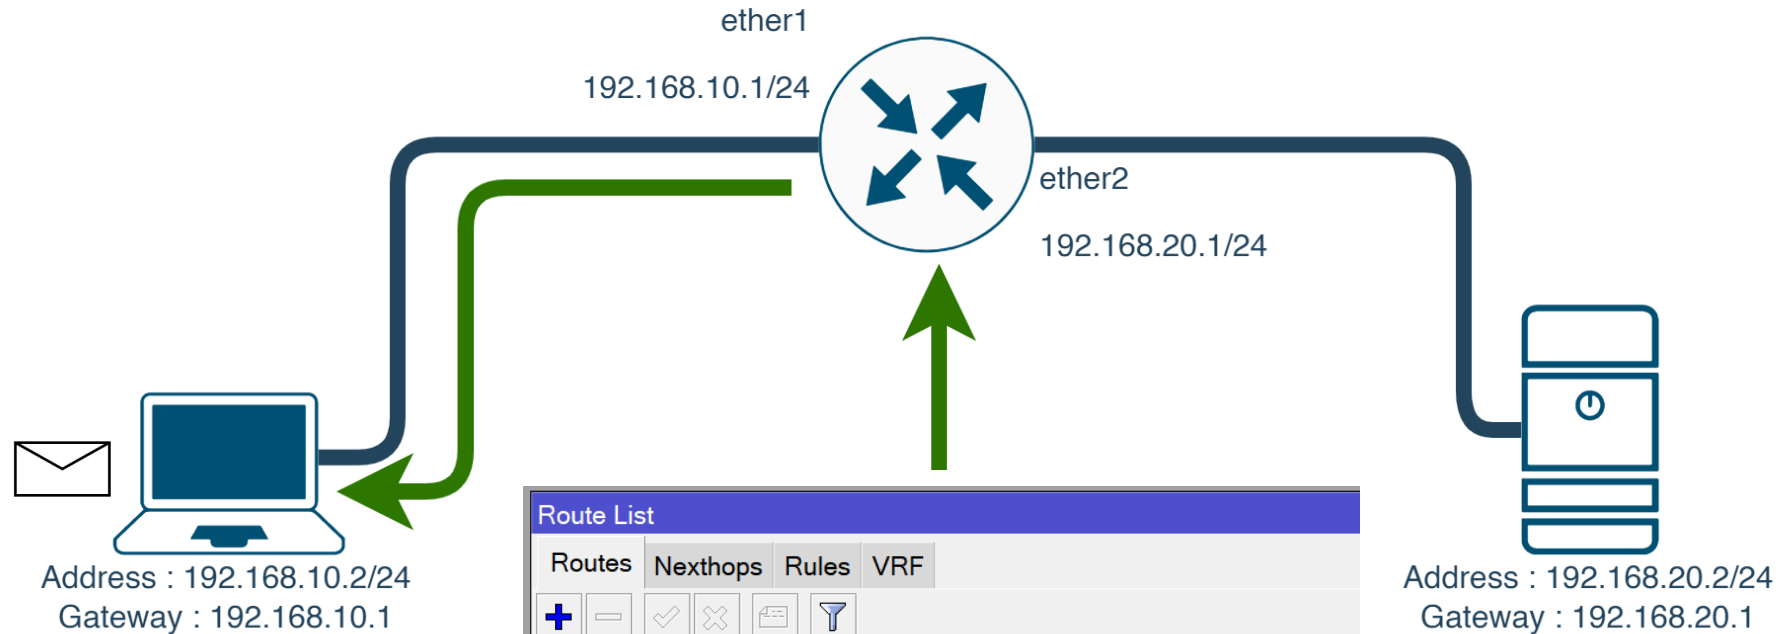 ether1
192.168.10.1/24
ether2
192.168.20.1/24
Route List
Routes Nexthops Rules VRF
Address : 192.168.10.2/24
Gateway : 192.168.10.1
Address : 192.168.20.2/24
Gateway : 192.168.20.1